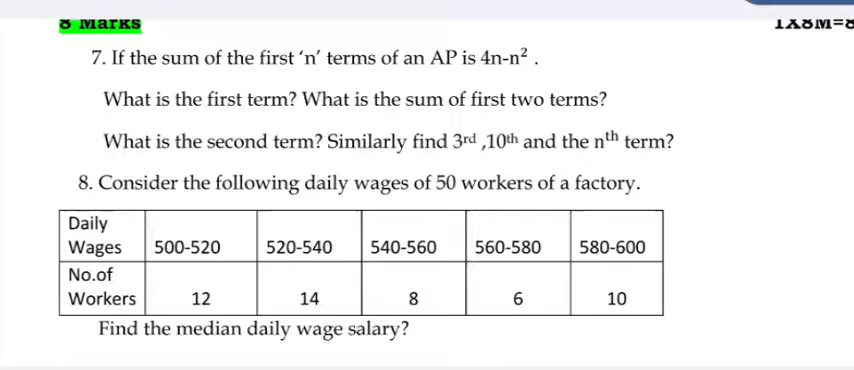 8 Marks 1X8M=8
7. If the sum of the first ‘n’ terms of an AP is 4n-n² .
What is the first term? What is the sum of first two terms?
What is the second term? Similarly find 3rd ,10th and the nth term?
8. Consider the following daily wages of 50 workers of a factory.
Daily Wages 500-520 520-540 540-560 560-580 580-600
No.of Workers 12 14 8 6 10
Find the median daily wage salary?